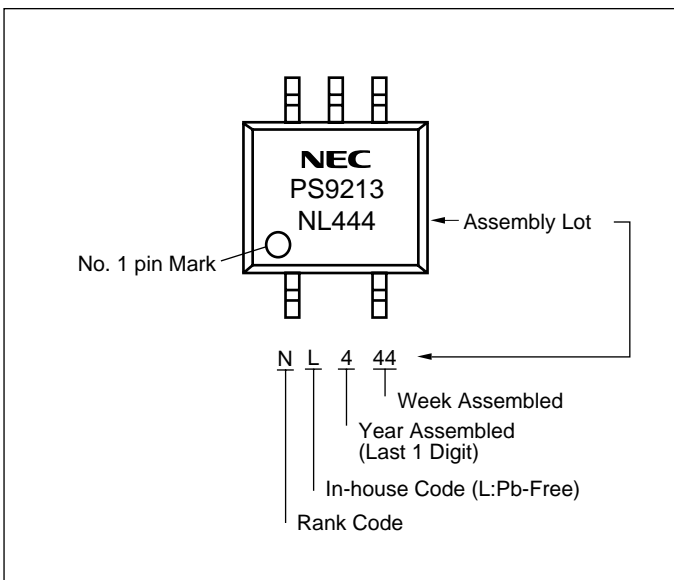 NEC
PS9213
NL444
Assembly Lot
No. 1 pin Mark
N L 4 44
Week Assembled
Year Assembled
(Last 1 Digit)
In-house Code (L:Pb-Free)
Rank Code